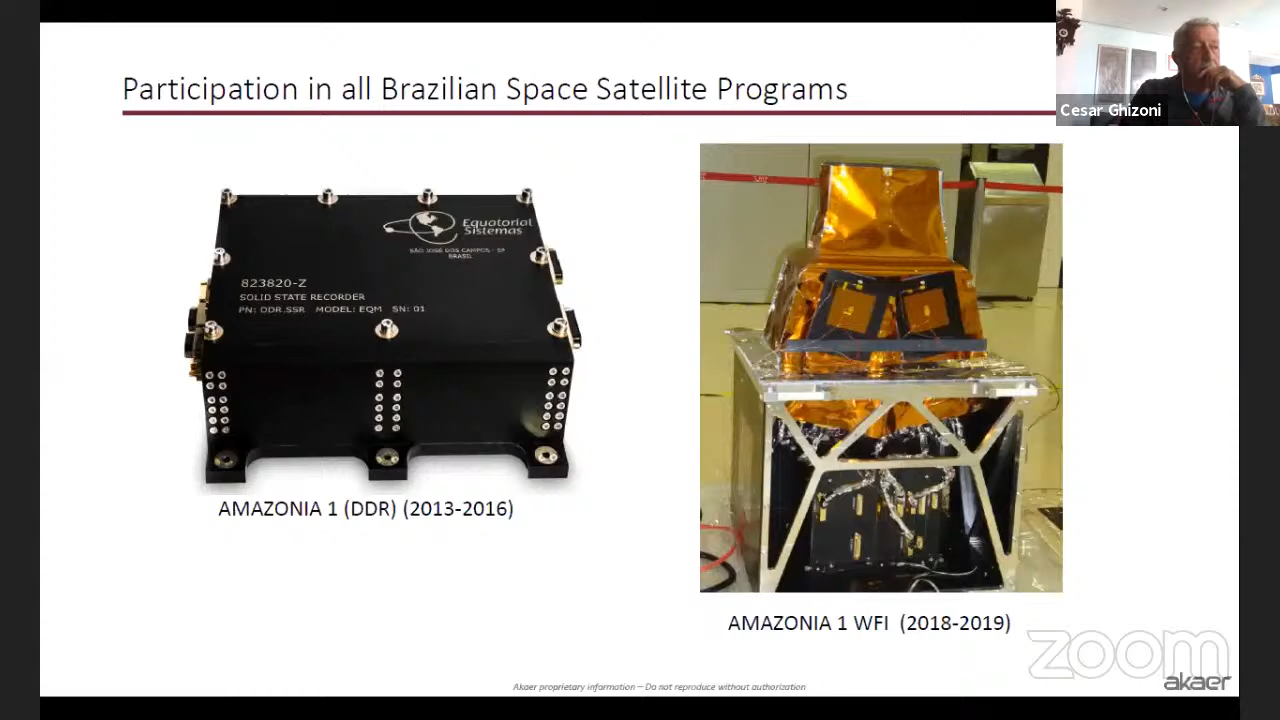 Participation in all Brazilian Space Satellite Programs
Cesar Ghizoni
Equatorial
Sistemas
SÃO JOSÉ DOS CAMPOS - SP
BRASIL
823820-Z
SOLID STATE RECORDER
PN: DDR.SSR MODEL: EQM SN: 01
AMAZONIA 1 (DDR) (2013-2016)
AMAZONIA 1 WFI (2018-2019)
zoom
akaer
Akaer proprietary information – Do not reproduce without authorization